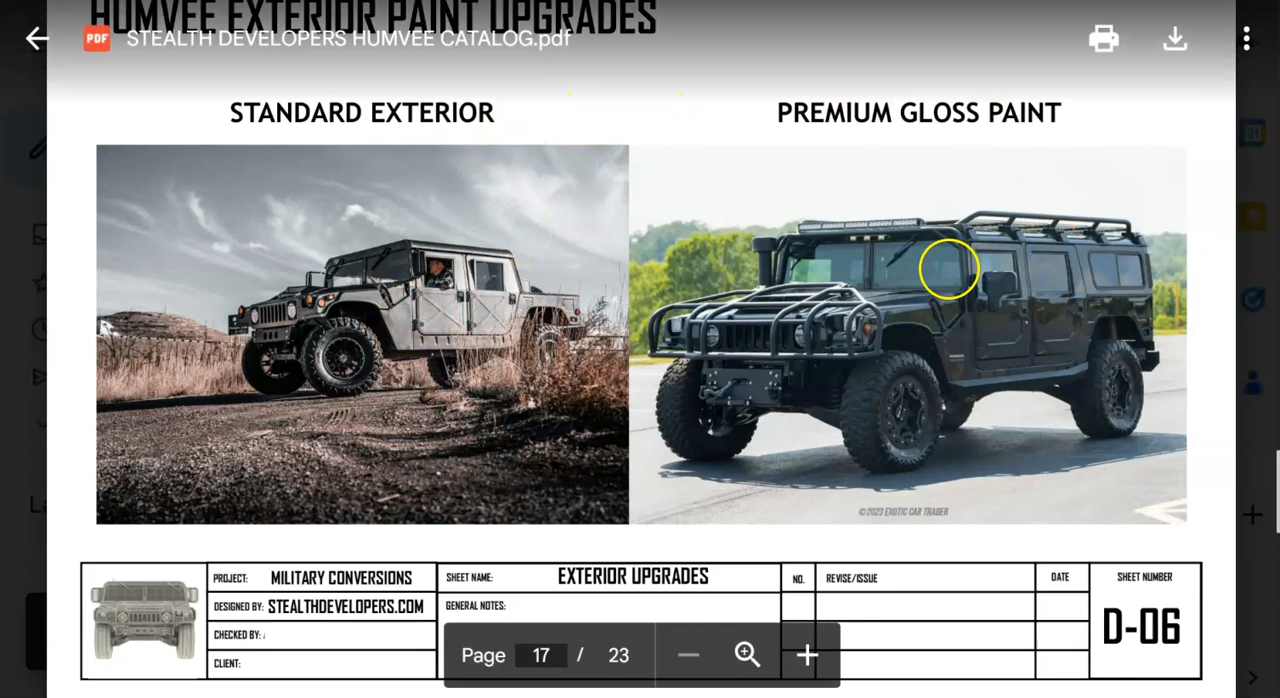 HUMVEE EXTERIOR PAINT UPGRADES
PDF STEALTH DEVELOPERS HUMVEE CATALOG.pdf
STANDARD EXTERIOR
PREMIUM GLOSS PAINT
©2023 EXOTIC CAR TRADER
PROJECT: MILITARY CONVERSIONS
DESIGNED BY: STEALTHDEVELOPERS.COM
CHECKED BY:
CLIENT:
SHEET NAME: EXTERIOR UPGRADES
GENERAL NOTES:
NO. REVISE/ISSUE DATE
SHEET NUMBER
D-06
Page 17 / 23